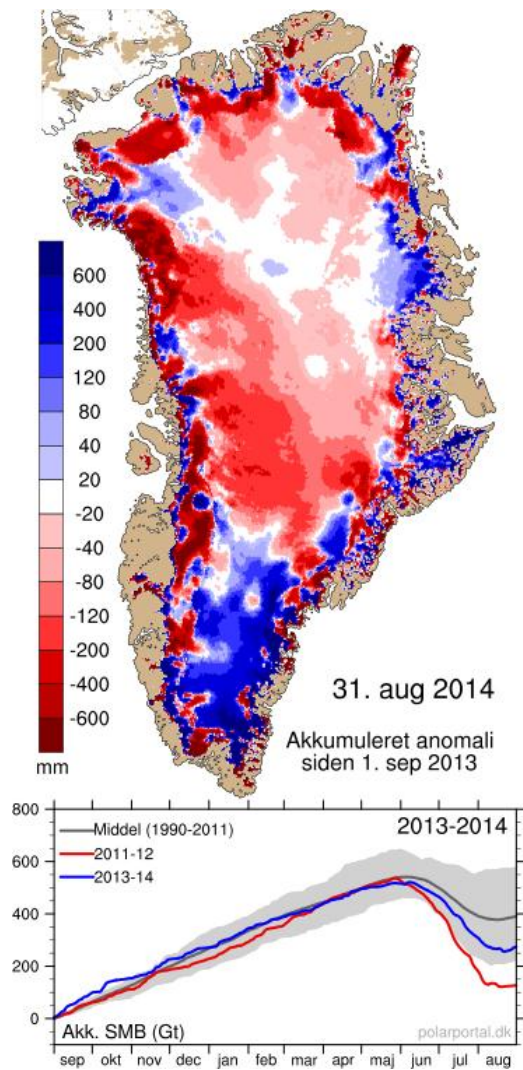 600
400
200
120
80
40
20
-20
-40
-80
-120
-200
-400
-600
mm
31. aug 2014
Akkumuleret anomali
siden 1. sep 2013
800
600
400
200
0
Middel (1990-2011)
2011-12
2013-14
2013-2014
Akk. SMB (Gt)
polarportal.dk
sep okt nov dec jan feb mar apr maj jun jul aug